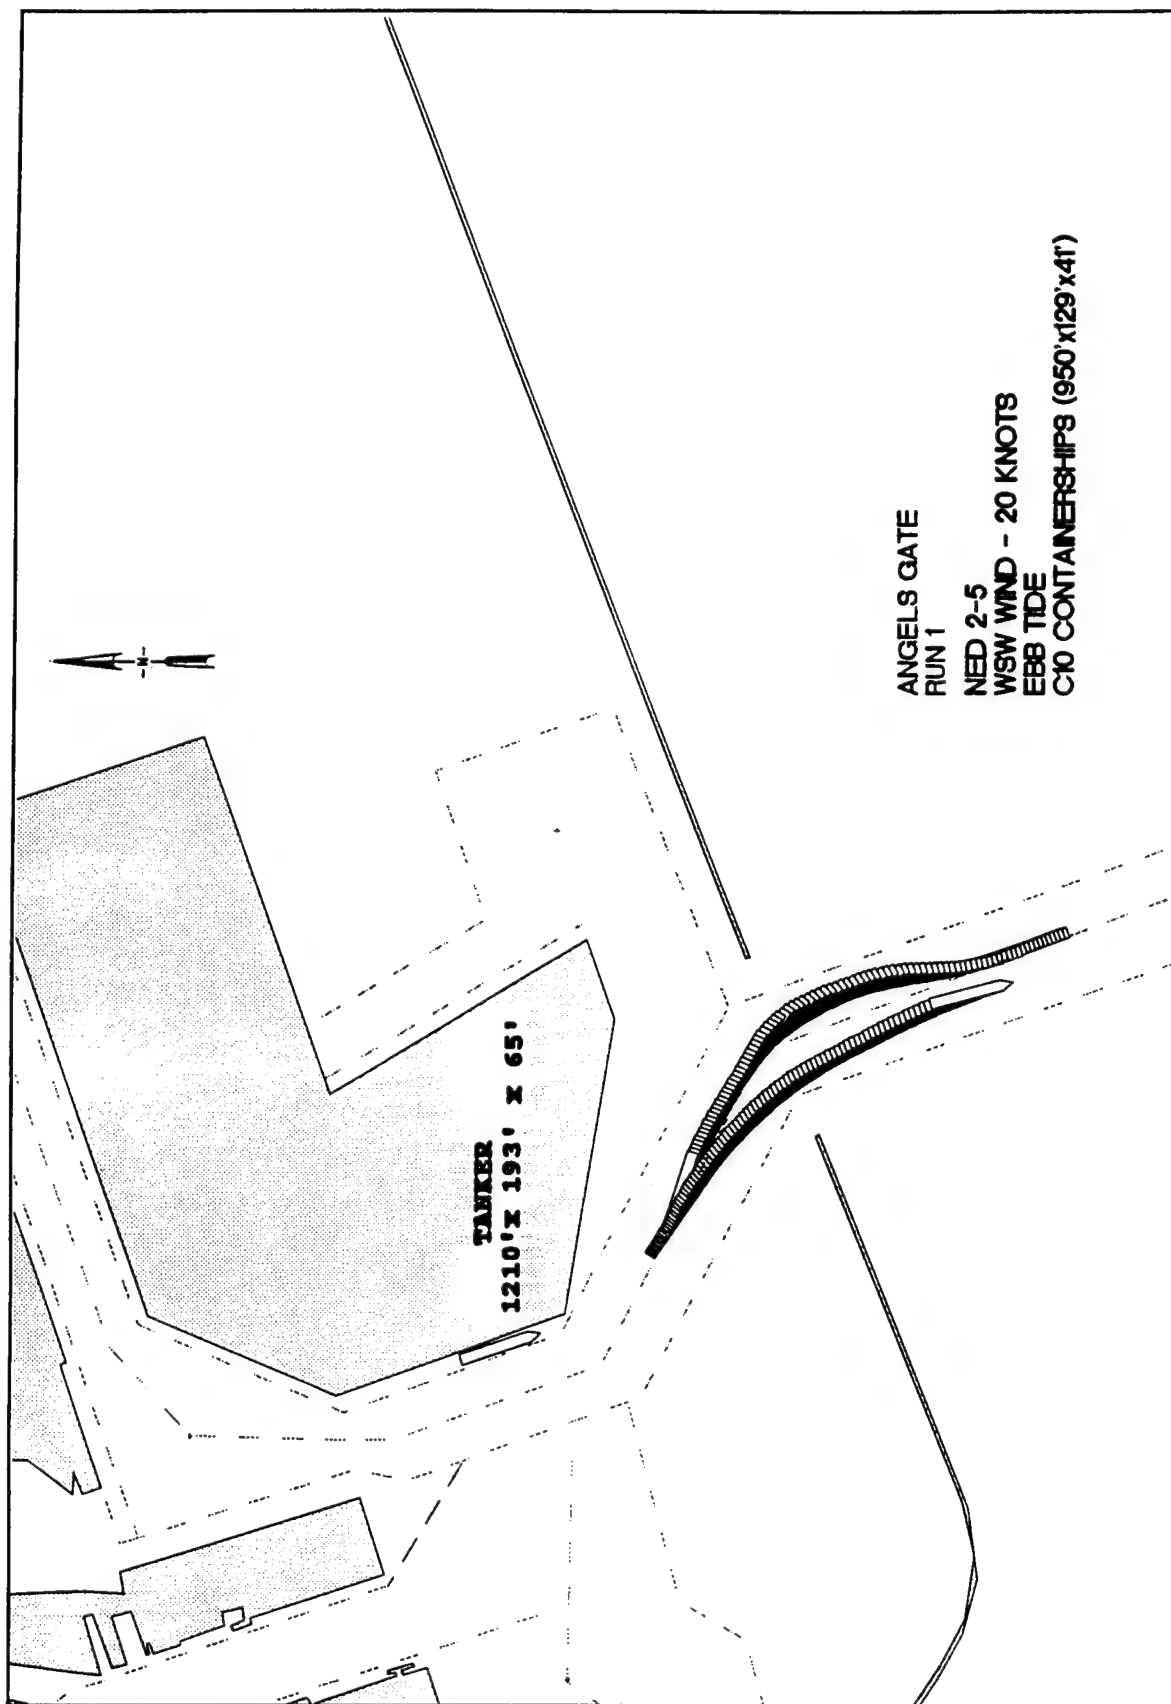 -N-
TANKER
1210'x 193' x 65'
ANGELS GATE
RUN 1
NED 2-5
WSW WIND - 20 KNOTS
EBB TIDE
C10 CONTAINERSHIPS (950'x129'x41')